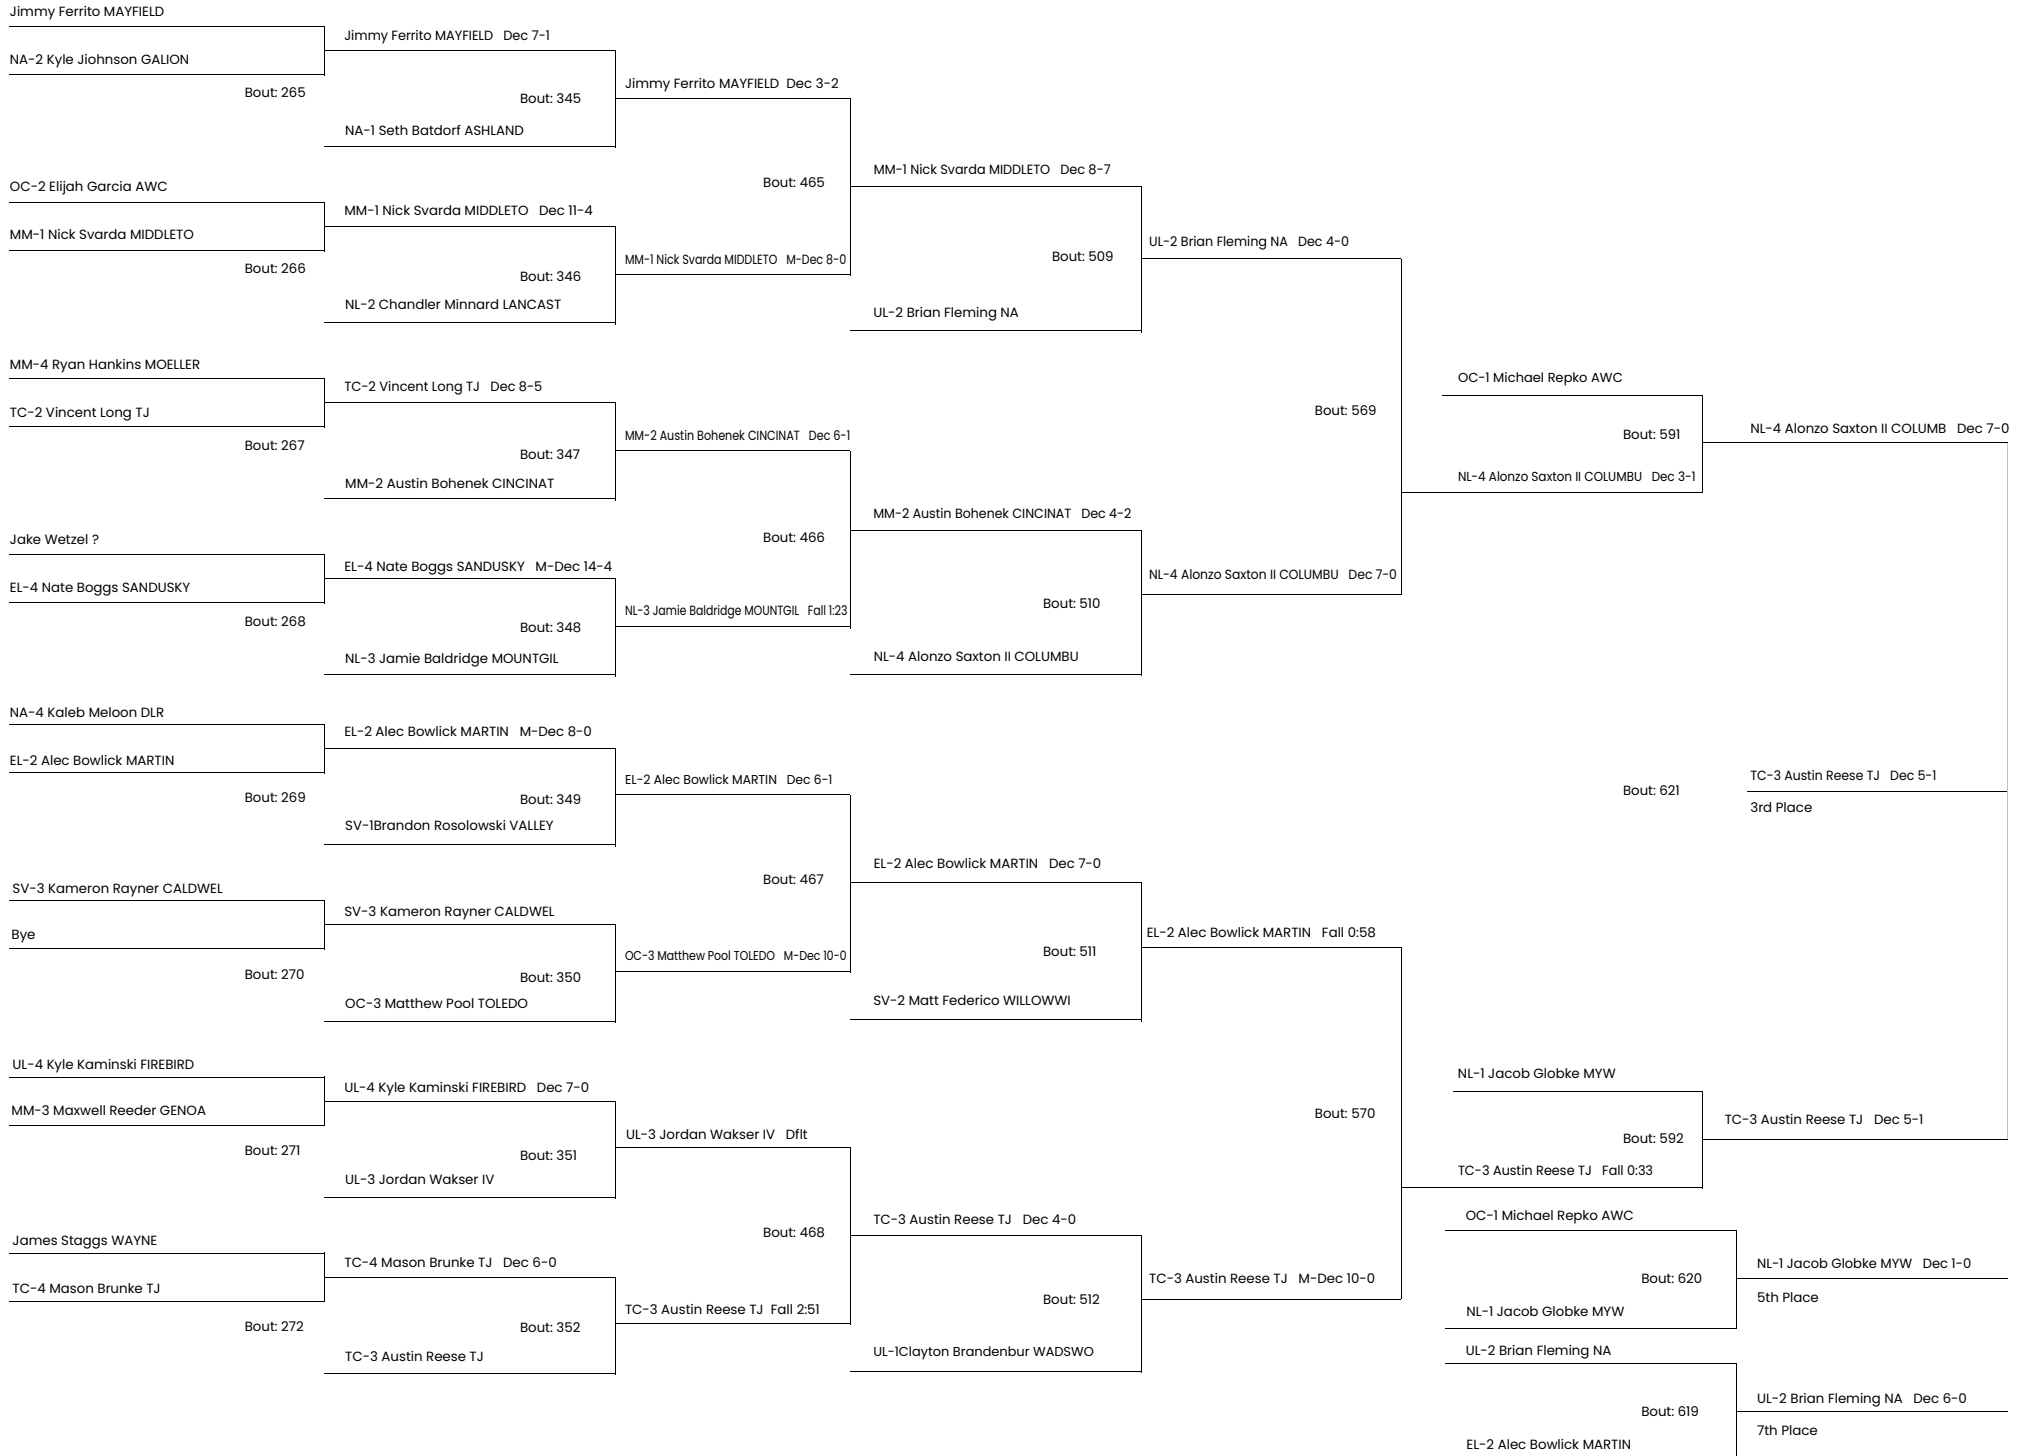 Jimmy Ferrito MAYFIELD
NA-2 Kyle Jiohnson GALION
Bout: 265
OC-2 Elijah Garcia AWC
MM-1 Nick Svarda MIDDLETO
Bout: 266
MM-4 Ryan Hankins MOELLER
TC-2 Vincent Long TJ
Bout: 267
Jake Wetzel ?
EL-4 Nate Boggs SANDUSKY
Bout: 268
NA-4 Kaleb Meloon DLR
EL-2 Alec Bowlick MARTIN
Bout: 269
SV-3 Kameron Rayner CALDWEL
Bye
Bout: 270
UL-4 Kyle Kaminski FIREBIRD
MM-3 Maxwell Reeder GENOA
Bout: 271
James Staggs WAYNE
TC-4 Mason Brunke TJ
Bout: 272
Jimmy Ferrito MAYFIELD Dec 7-1
Bout: 345
NA-1 Seth Batdorf ASHLAND
MM-1 Nick Svarda MIDDLETO Dec 11-4
Bout: 346
NL-2 Chandler Minnard LANCAST
TC-2 Vincent Long TJ Dec 8-5
Bout: 347
MM-2 Austin Bohenek CINCINAT
EL-4 Nate Boggs SANDUSKY M-Dec 14-4
Bout: 348
NL-3 Jamie Baldridge MOUNTGIL
EL-2 Alec Bowlick MARTIN M-Dec 8-0
Bout: 349
SV-1Brandon Rosolowski VALLEY
SV-3 Kameron Rayner CALDWEL
Bout: 350
OC-3 Matthew Pool TOLEDO
UL-4 Kyle Kaminski FIREBIRD Dec 7-0
Bout: 351
UL-3 Jordan Wakser IV
TC-4 Mason Brunke TJ Dec 6-0
Bout: 352
TC-3 Austin Reese TJ
Jimmy Ferrito MAYFIELD Dec 3-2
Bout: 465
MM-1 Nick Svarda MIDDLETO M-Dec 8-0
MM-2 Austin Bohenek CINCINAT Dec 6-1
Bout: 466
NL-3 Jamie Baldridge MOUNTGIL Fall 1:23
EL-2 Alec Bowlick MARTIN Dec 6-1
Bout: 467
OC-3 Matthew Pool TOLEDO M-Dec 10-0
UL-3 Jordan Wakser IV Dflt
Bout: 468
TC-3 Austin Reese TJ Fall 2:51
MM-1 Nick Svarda MIDDLETO Dec 8-7
Bout: 509
UL-2 Brian Fleming NA
MM-2 Austin Bohenek CINCINAT Dec 4-2
Bout: 510
NL-4 Alonzo Saxton II COLUMBU
EL-2 Alec Bowlick MARTIN Dec 7-0
Bout: 511
SV-2 Matt Federico WILLOWWI
TC-3 Austin Reese TJ Dec 4-0
Bout: 512
UL-1Clayton Brandenbur WADSWO
UL-2 Brian Fleming NA Dec 4-0
Bout: 569
NL-4 Alonzo Saxton II COLUMBU Dec 7-0
EL-2 Alec Bowlick MARTIN Fall 0:58
Bout: 570
TC-3 Austin Reese TJ M-Dec 10-0
OC-1 Michael Repko AWC
Bout: 591
NL-4 Alonzo Saxton II COLUMBU Dec 3-1
NL-1 Jacob Globke MYW
Bout: 592
TC-3 Austin Reese TJ Fall 0:33
NL-4 Alonzo Saxton II COLUMB Dec 7-0
Bout: 621
TC-3 Austin Reese TJ Dec 5-1
3rd Place
TC-3 Austin Reese TJ Dec 5-1
OC-1 Michael Repko AWC
Bout: 620
NL-1 Jacob Globke MYW
NL-1 Jacob Globke MYW Dec 1-0
5th Place
UL-2 Brian Fleming NA
Bout: 619
EL-2 Alec Bowlick MARTIN
UL-2 Brian Fleming NA Dec 6-0
7th Place